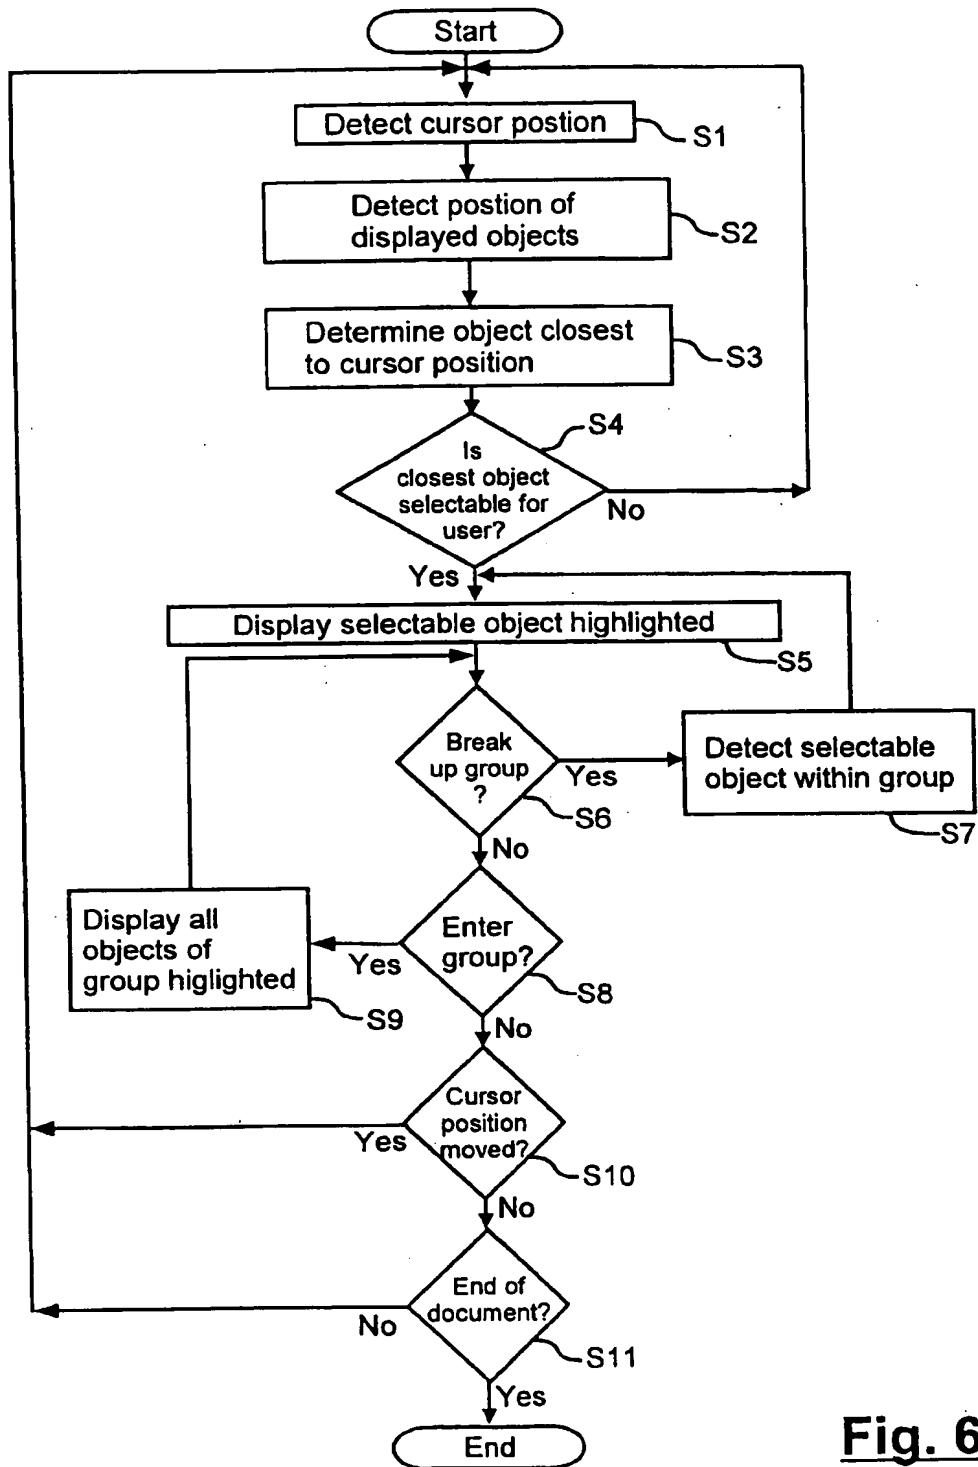 Start
Detect cursor postion
S1
Detect postion of
displayed objects
S2
Determine object closest
to cursor position
S3
S4
Is
closest object
selectable for
user?
No
Yes
Display selectable object highlighted
S5
Break
up group
?
Yes
S6
Detect selectable
object within group
S7
No
Display all
objects of
group higlighted
S9
Yes
Enter
group?
S8
No
Cursor
position
moved?
Yes
S10
No
End of
document?
No
S11
Yes
End
Fig. 6